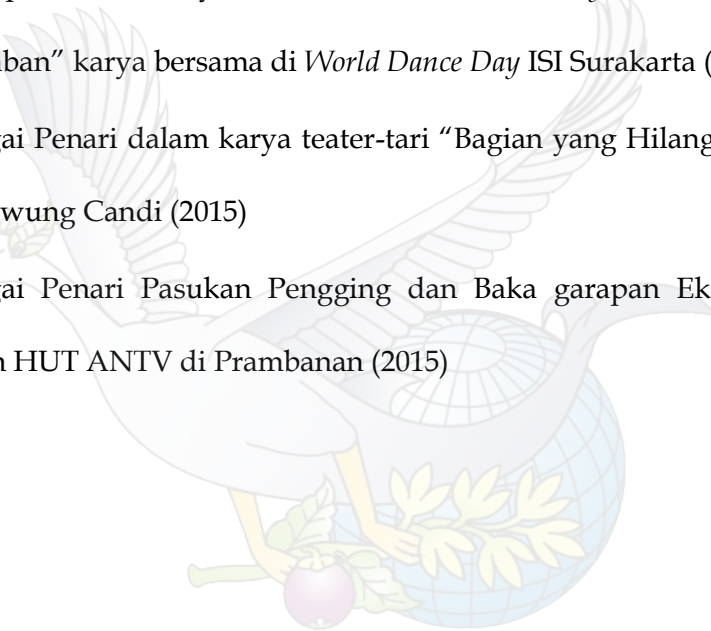 ban” karya bersama di World Dance Day ISI Surakarta (
gai Penari dalam karya teater-tari “Bagian yang Hilang
wung Candi (2015)
gai Penari Pasukan Pengging dan Baka garapan Ek
HUT ANTV di Prambanan (2015)